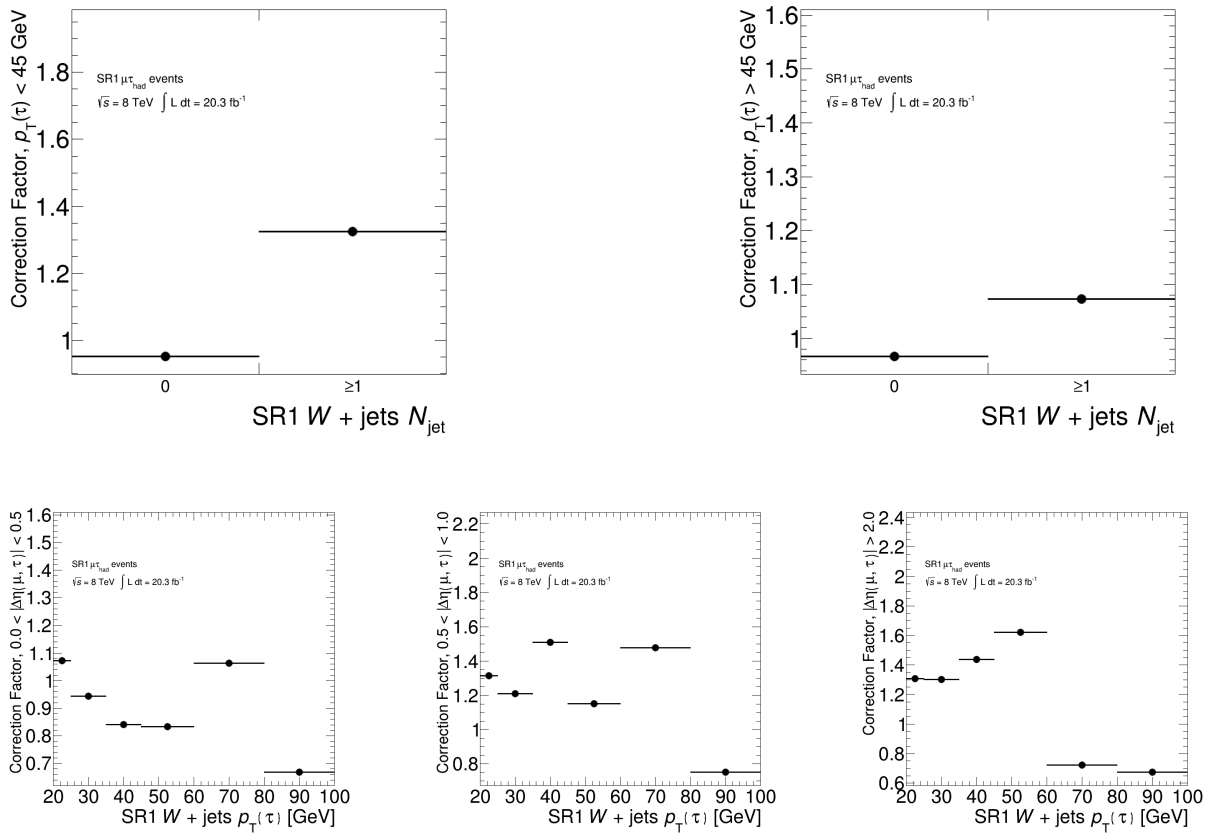 Correction Factor, p_T(τ) < 45 GeV
1.8
1.6
1.4
1.2
1
SR1 μτ_had events
√s = 8 TeV ∫ L dt = 20.3 fb⁻¹
0 ≥1
SR1 W + jets N_jet
Correction Factor, p_T(τ) > 45 GeV
1.6
1.5
1.4
1.3
1.2
1.1
1
SR1 μτ_had events
√s = 8 TeV ∫ L dt = 20.3 fb⁻¹
0 ≥1
SR1 W + jets N_jet
Correction Factor, 0.0 < |Δη(μ, τ)| < 0.5
1.6
1.5
1.4
1.3
1.2
1.1
1
0.9
0.8
0.7
SR1 μτ_had events
√s = 8 TeV ∫ L dt = 20.3 fb⁻¹
20 30 40 50 60 70 80 90 100
SR1 W + jets p_T(τ) [GeV]
Correction Factor, 0.5 < |Δη(μ, τ)| < 1.0
2.2
2
1.8
1.6
1.4
1.2
1
0.8
SR1 μτ_had events
√s = 8 TeV ∫ L dt = 20.3 fb⁻¹
20 30 40 50 60 70 80 90 100
SR1 W + jets p_T(τ) [GeV]
Correction Factor, |Δη(μ, τ)| > 2.0
2.4
2.2
2
1.8
1.6
1.4
1.2
1
0.8
0.6
SR1 μτ_had events
√s = 8 TeV ∫ L dt = 20.3 fb⁻¹
20 30 40 50 60 70 80 90 100
SR1 W + jets p_T(τ) [GeV]